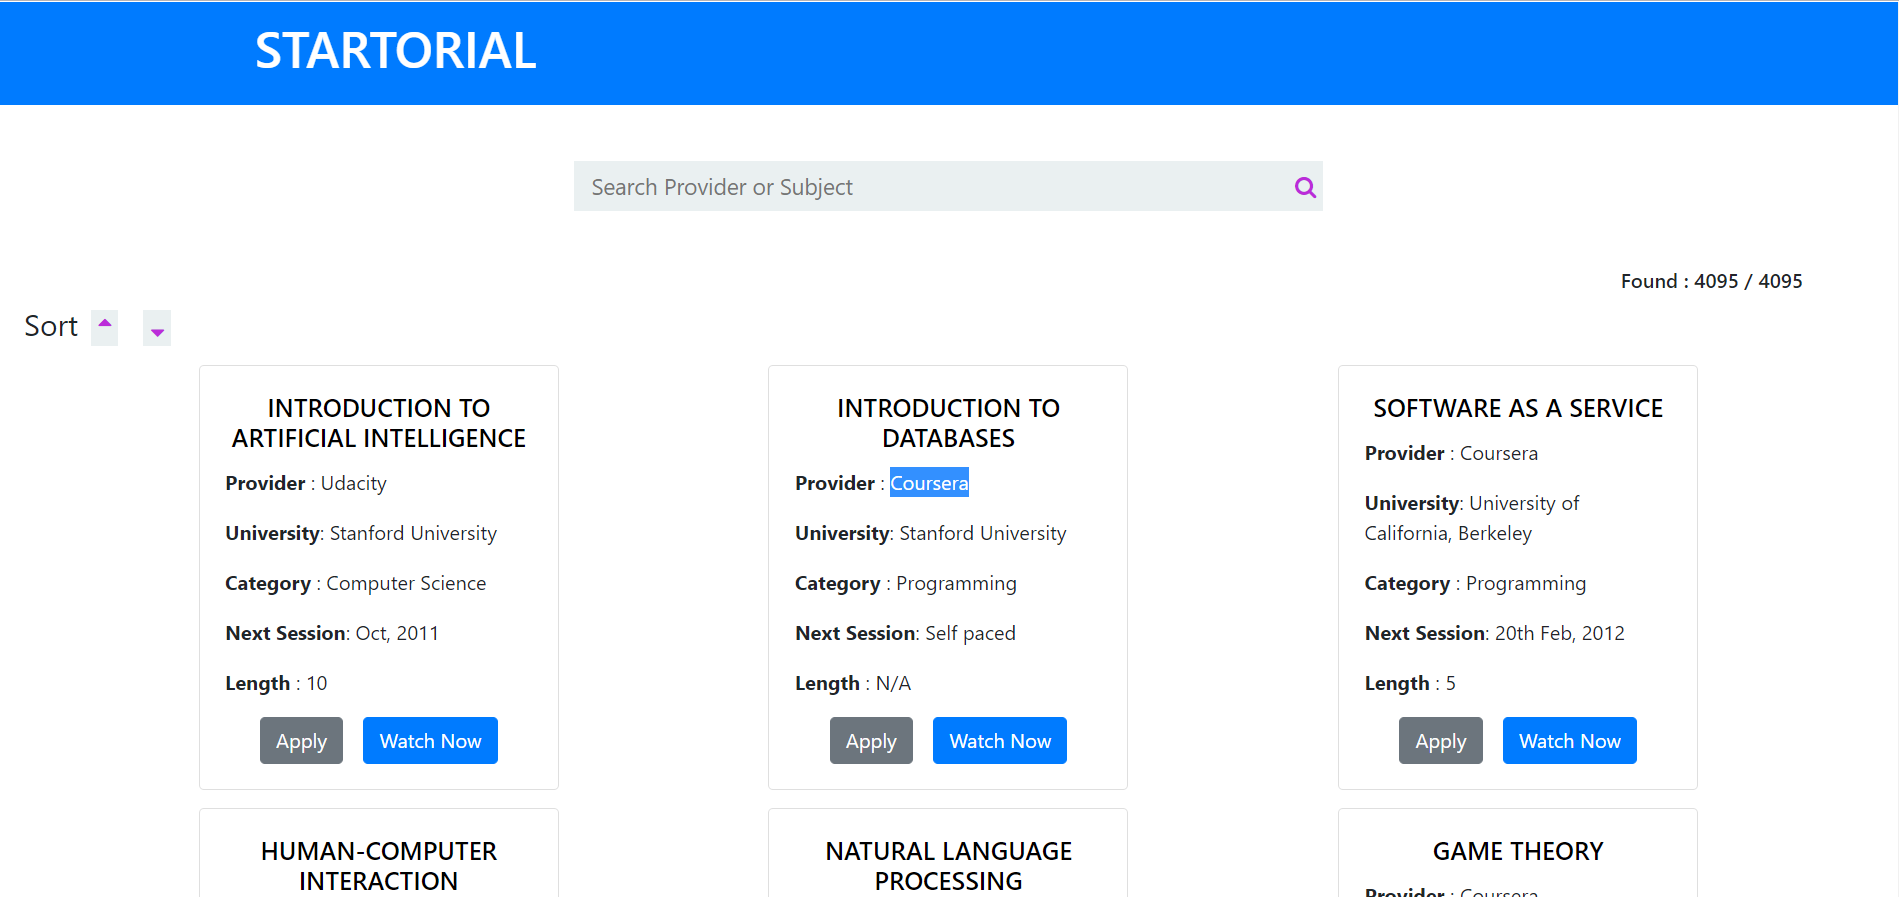 STARTORIAL
Search Provider or Subject
Found : 4095 / 4095
Sort
INTRODUCTION TO
ARTIFICIAL INTELLIGENCE
Provider : Udacity
University: Stanford University
Category : Computer Science
Next Session: Oct, 2011
Length : 10
Apply
Watch Now
INTRODUCTION TO
DATABASES
Provider : Coursera
University: Stanford University
Category : Programming
Next Session: Self paced
Length : N/A
Apply
Watch Now
SOFTWARE AS A SERVICE
Provider : Coursera
University: University of
California, Berkeley
Category : Programming
Next Session: 20th Feb, 2012
Length : 5
Apply
Watch Now
HUMAN-COMPUTER
INTERACTION
NATURAL LANGUAGE
PROCESSING
GAME THEORY
Provider : Coursera